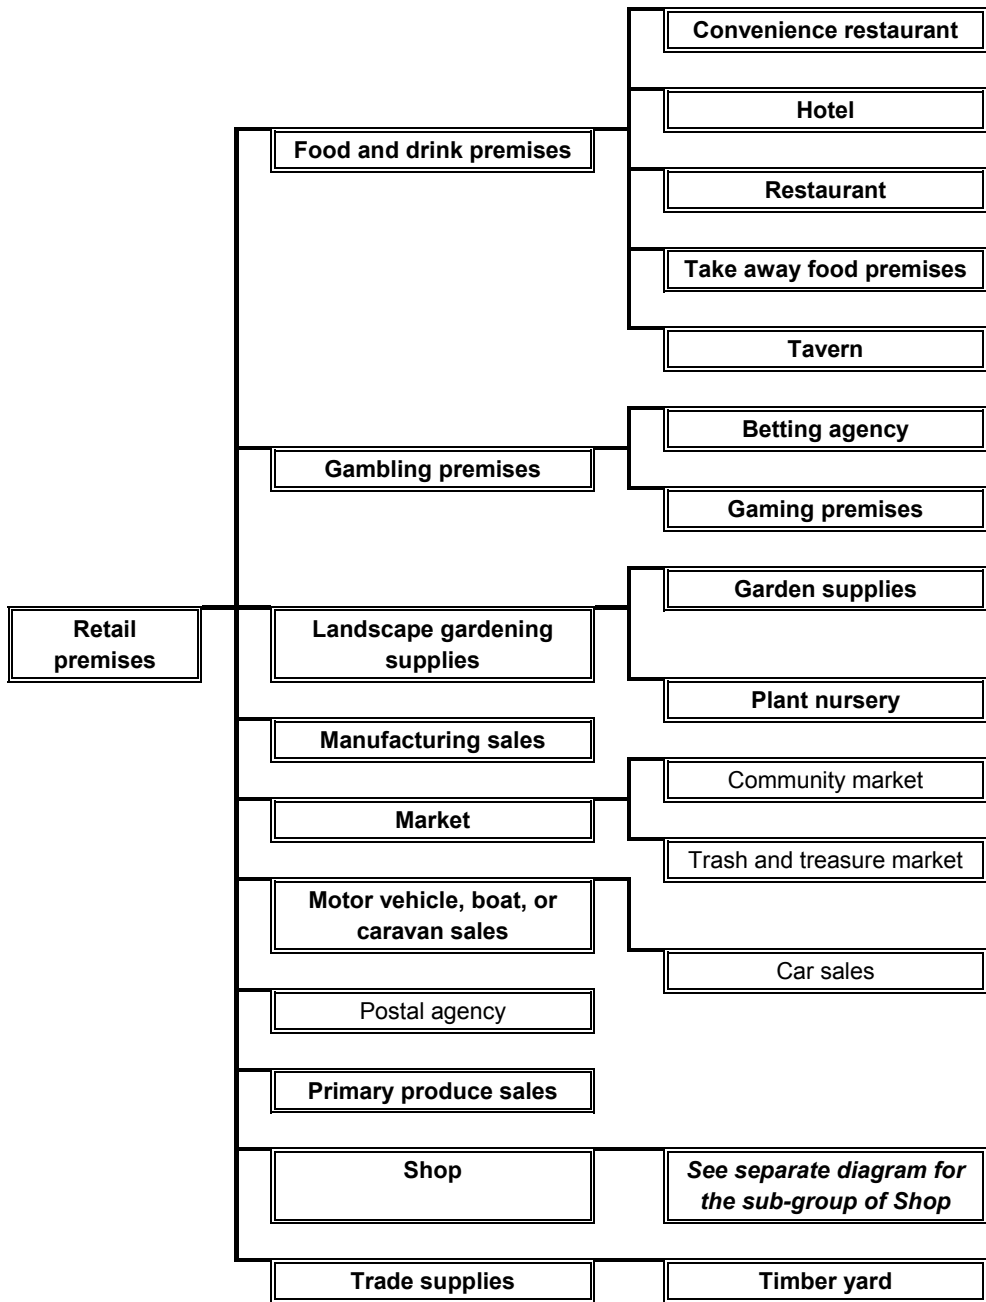 Convenience restaurant
Hotel
Food and drink premises
Restaurant
Take away food premises
Tavern
Betting agency
Gambling premises
Gaming premises
Garden supplies
Retail
premises
Landscape gardening
supplies
Plant nursery
Manufacturing sales
Community market
Market
Trash and treasure market
Motor vehicle, boat, or
caravan sales
Car sales
Postal agency
Primary produce sales
Shop
See separate diagram for
the sub-group of Shop
Trade supplies
Timber yard